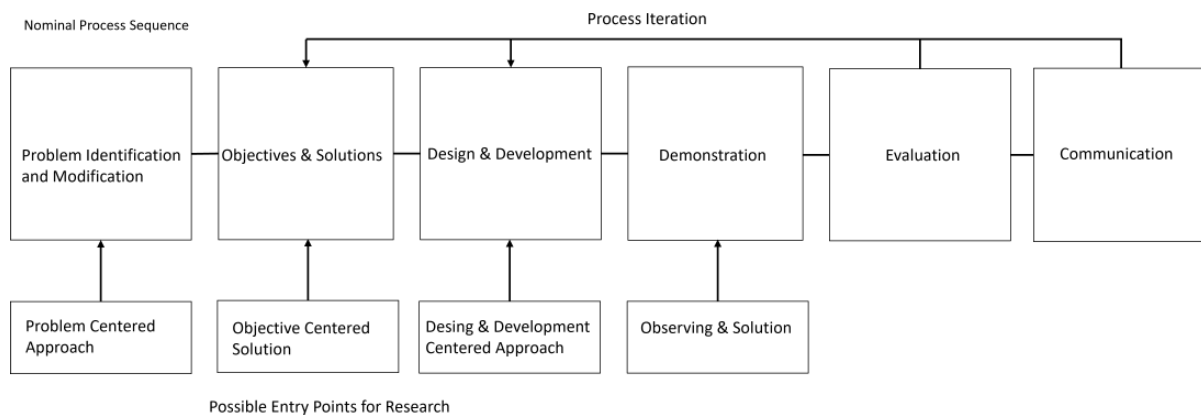 Nominal Process Sequence
Process Iteration
Problem Identification
and Modification
Objectives & Solutions
Design & Development
Demonstration
Evaluation
Communication
Problem Centered
Approach
Objective Centered
Solution
Desing & Development
Centered Approach
Observing & Solution
Possible Entry Points for Research